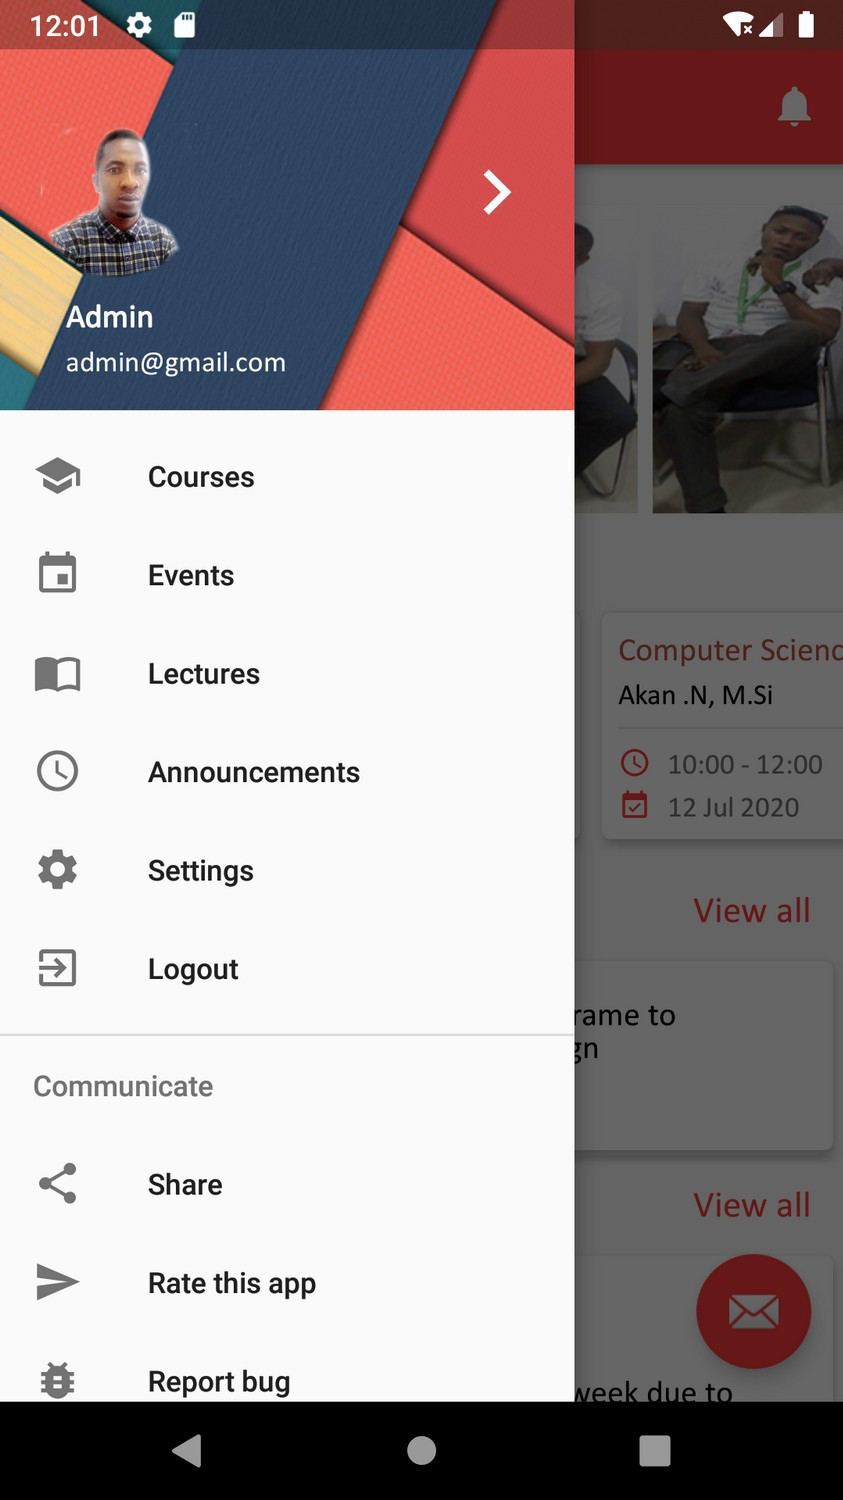 12:01
Admin
admin@gmail.com
Courses
Events
Lectures
Announcements
Settings
Logout
Communicate
Share
Rate this app
Report bug
Computer Scienc
Akan .N, M.Si
10:00 - 12:00
12 Jul 2020
View all
rame to
gn
View all
week due to